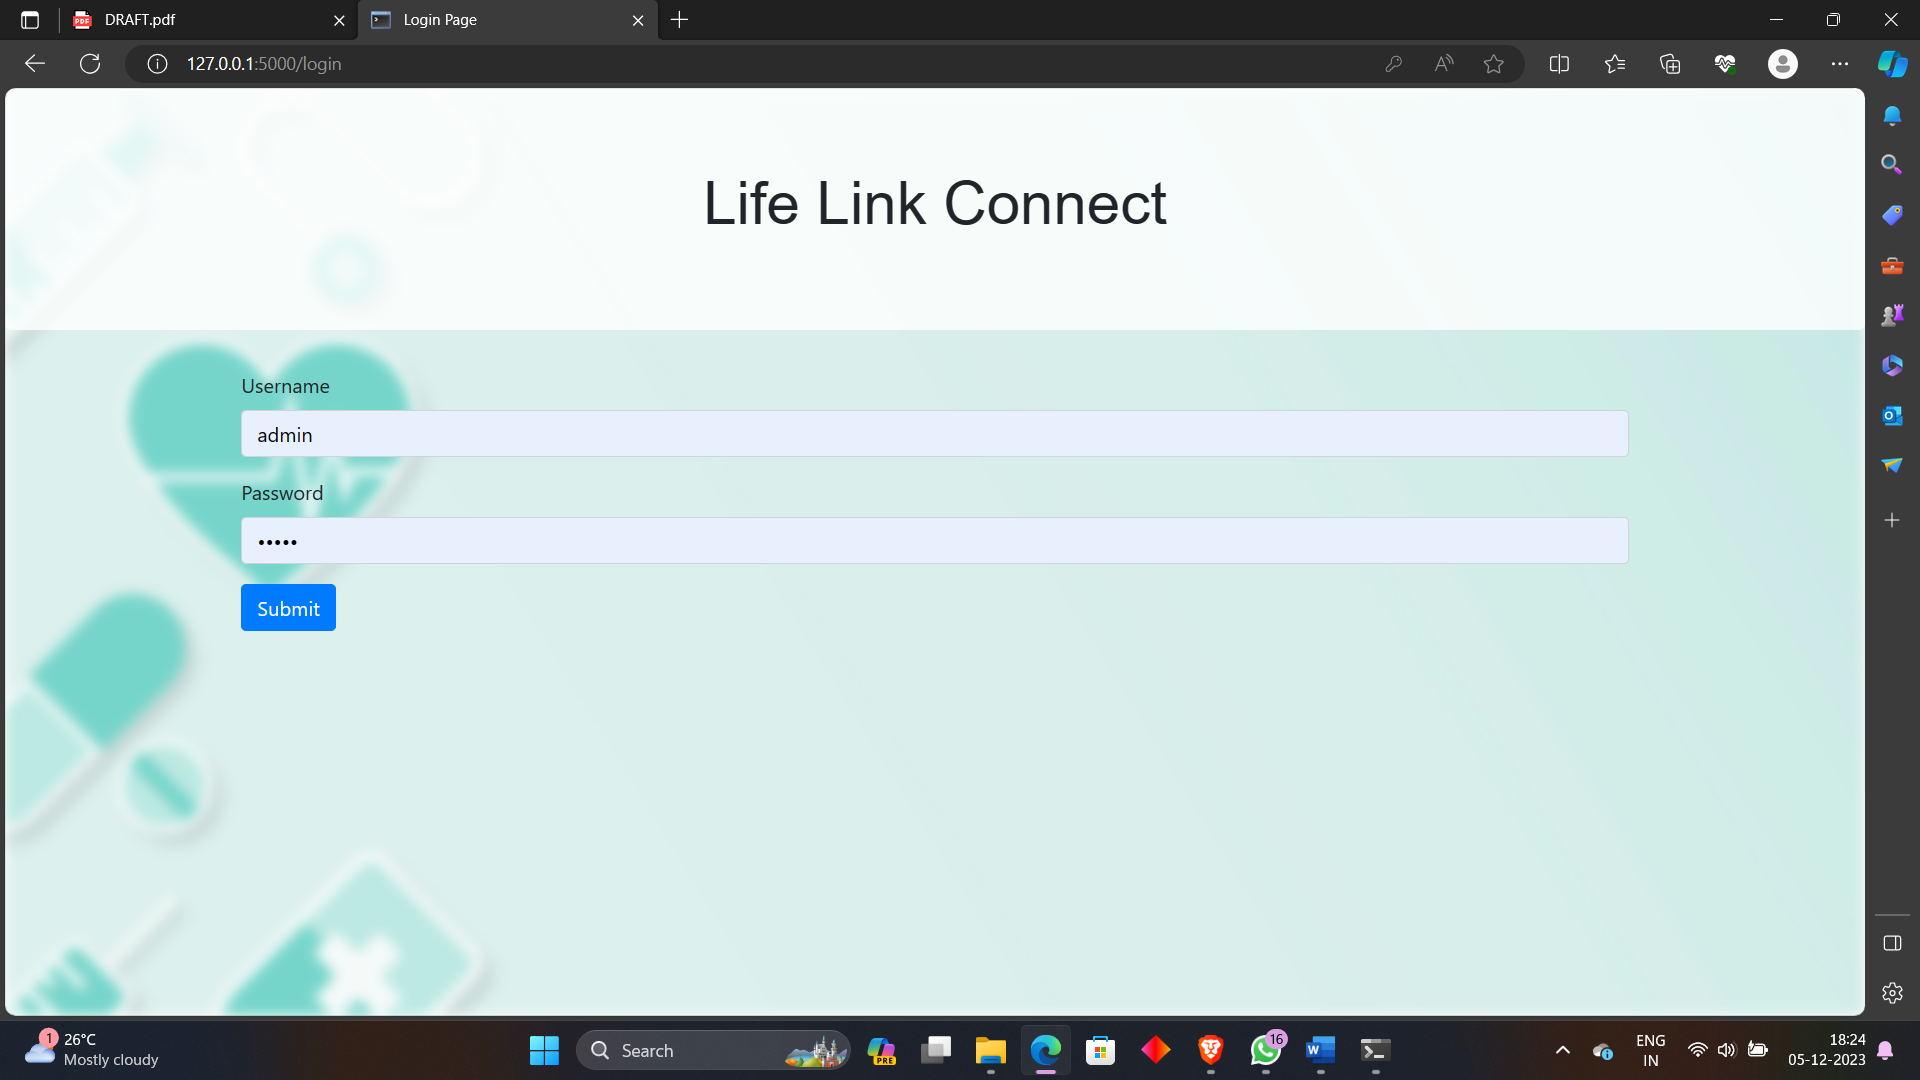 DRAFT.pdf
Login Page
127.0.0.1:5000/login
Life Link Connect
Username
admin
Password
•••••
Submit
1
26°C
Mostly cloudy
Search
PRE
16
ENG
IN
18:24
05-12-2023